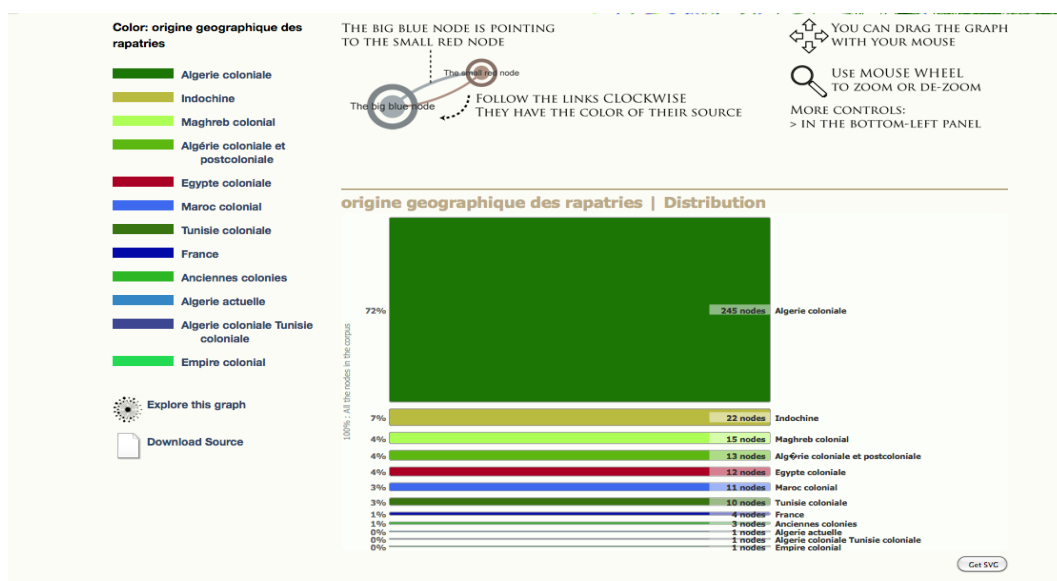 Color: origine geographique des
rapatries
Algerie coloniale
Indochine
Maghreb colonial
Algérie coloniale et
postcoloniale
Egypte coloniale
Maroc colonial
Tunisie coloniale
France
Anciennes colonies
Algerie actuelle
Algerie coloniale Tunisie
coloniale
Empire colonial
Explore this graph
Download Source
The big blue node is pointing
to the small red node
The small red node
The big blue node
Follow the links CLOCKWISE
They have the color of their source
You can drag the graph
with your mouse
Use mouse wheel
to zoom or de-zoom
More controls:
> in the bottom-left panel
origine geographique des rapatries | Distribution
100% : All the nodes in the corpus
72% 245 nodes Algerie coloniale
7% 22 nodes Indochine
4% 15 nodes Maghreb colonial
4% 13 nodes Alg�rie coloniale et postcoloniale
4% 12 nodes Egypte coloniale
3% 11 nodes Maroc colonial
3% 10 nodes Tunisie coloniale
1% 4 nodes France
1% 3 nodes Anciennes colonies
0% 1 nodes Algerie actuelle
0% 1 nodes Algerie coloniale Tunisie coloniale
0% 1 nodes Empire colonial
Get SVG